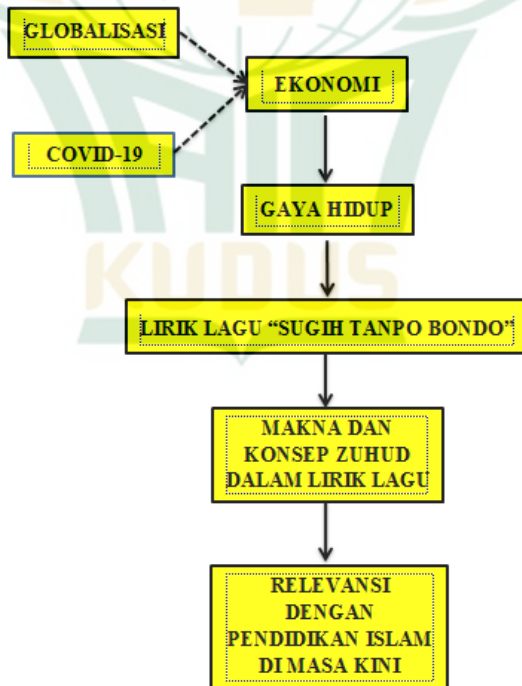 GLOBALISASI
EKONOMI
COVID-19
GAYA HIDUP
KUDUS
LIRIK LAGU “SUGIH TANPO BONDO”
MAKNA DAN
KONSEP ZUHUD
DALAM LIRIK LAGU
RELEVANSI
DENGAN
PENDIDIKAN ISLAM
DI MASA KINI